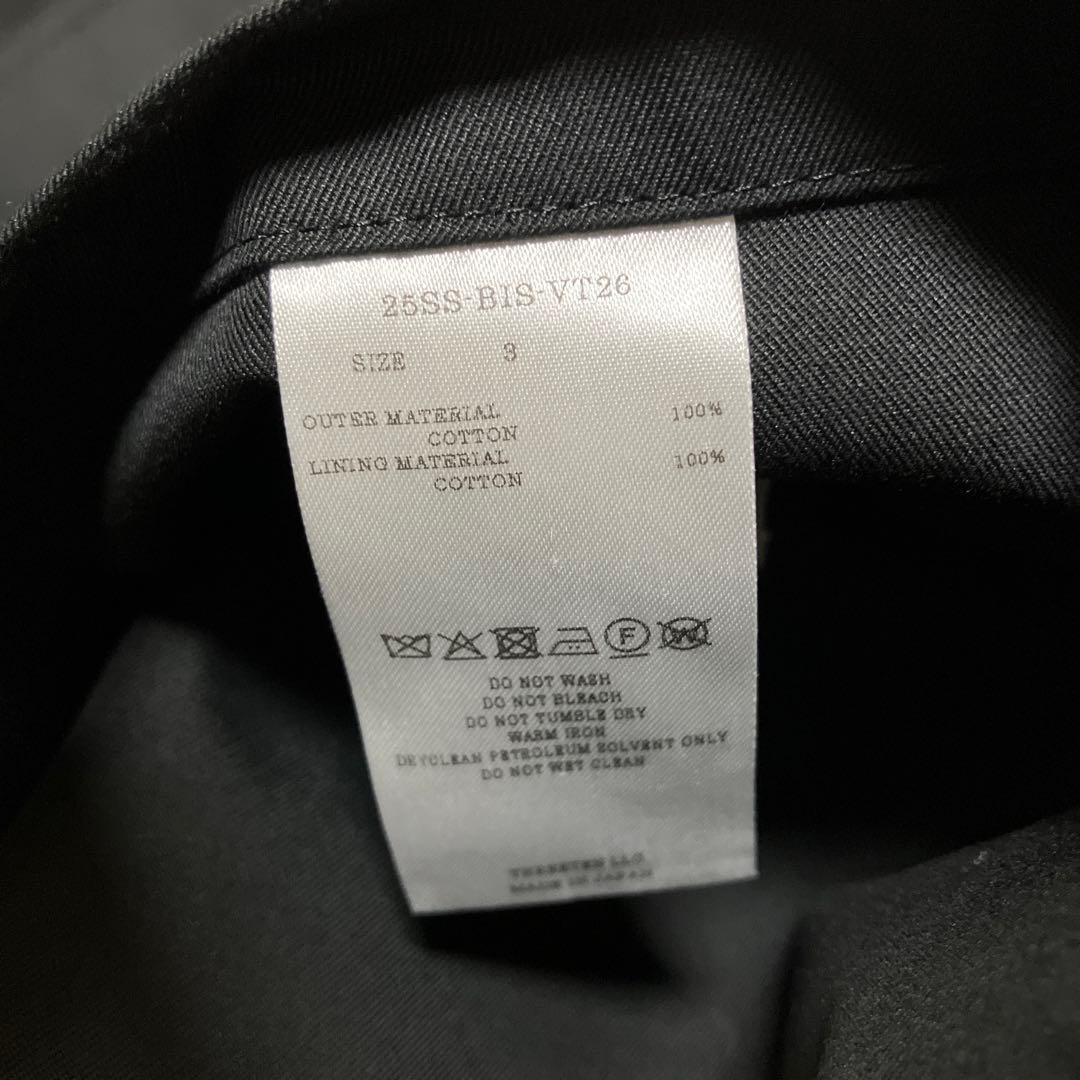 25SS-BIS-VT26
SIZE 3
OUTER MATERIAL 100%
COTTON
LINING MATERIAL 100%
COTTON
F
W
DO NOT WASH
DO NOT BLEACH
DO NOT TUMBLE DRY
WARM IRON
DRYCLEAN PETROLEUM SOLVENT ONLY
DO NOT WET CLEAN
LLC.
MADE IN JAPAN